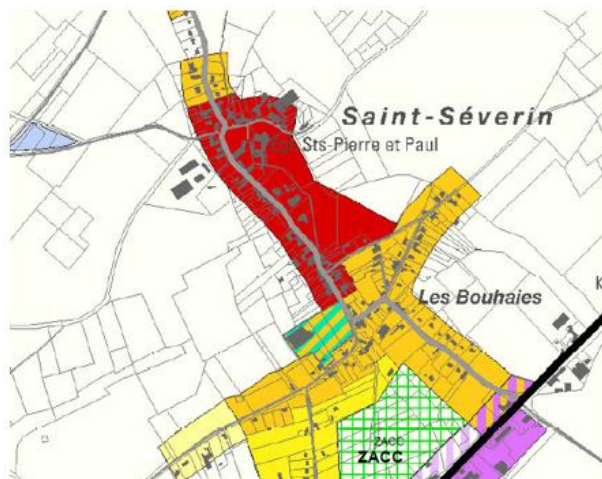 Saint-Séverin
Sts-Pierre et Paul
Les Bouhaies
K
ZACC
ZACC